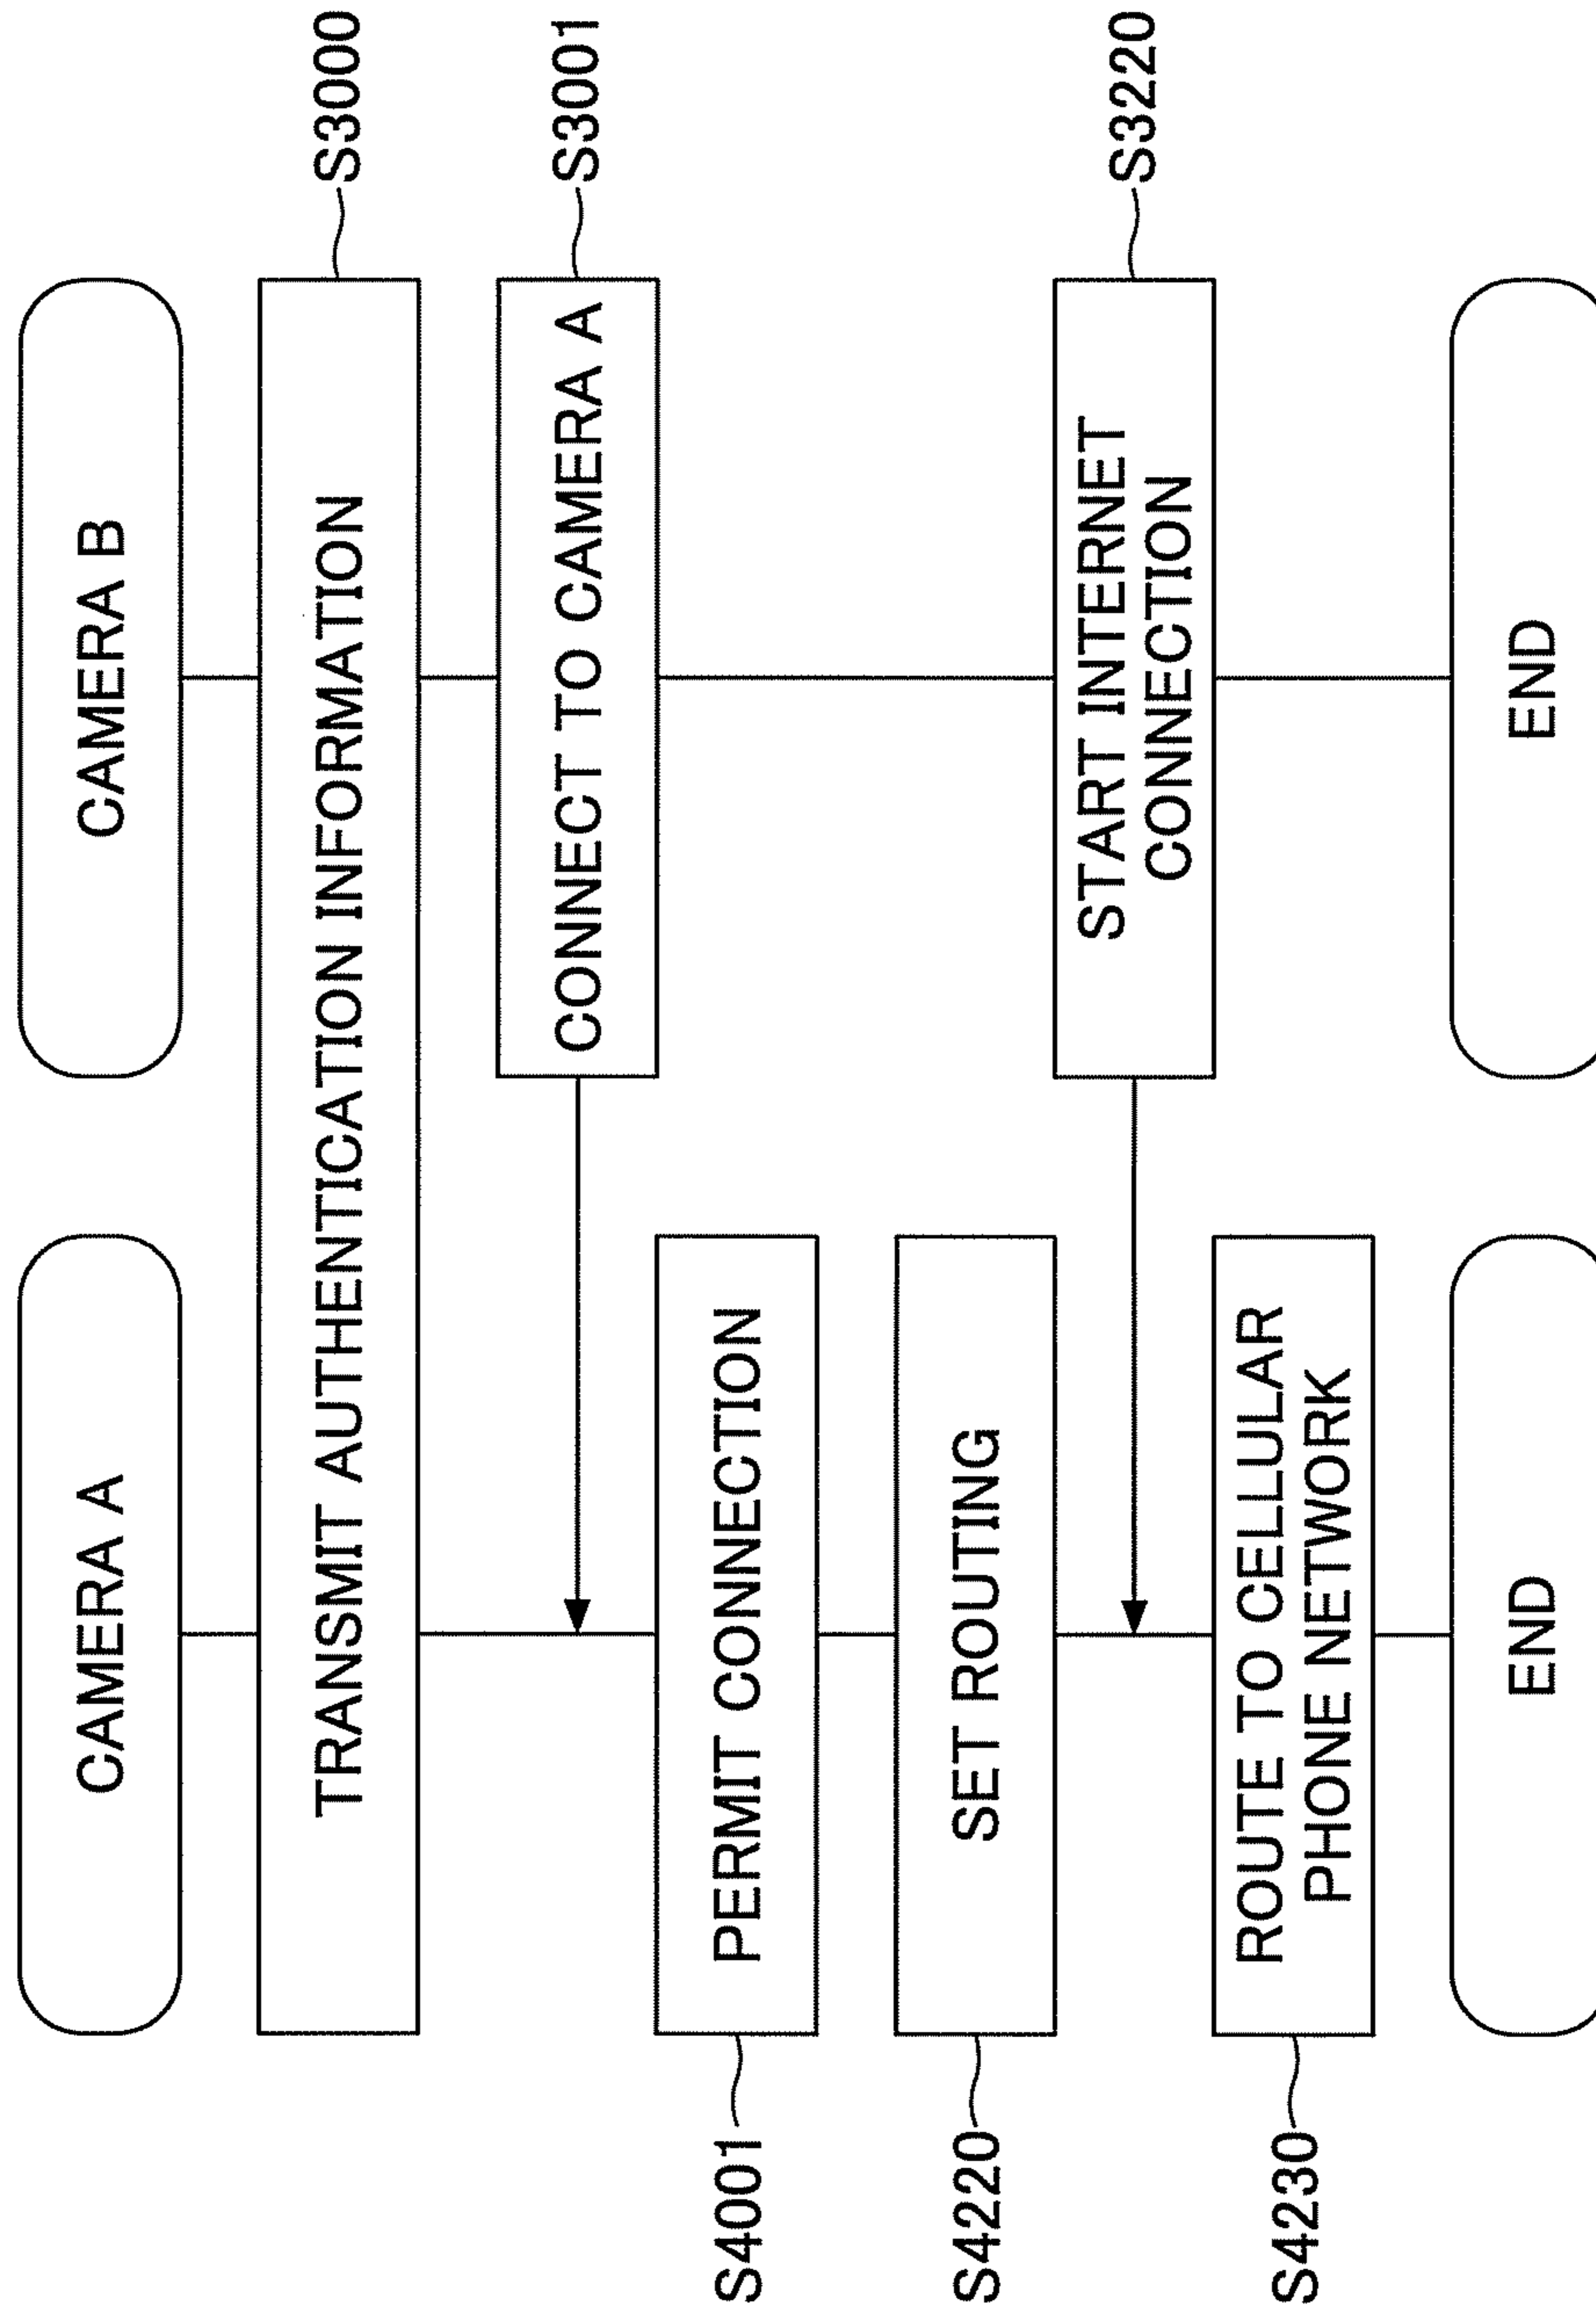 CAMERA A
CAMERA B
TRANSMIT AUTHENTICATION INFORMATION
S3000
CONNECT TO CAMERA A
S3001
S4001
PERMIT CONNECTION
S4220
SET ROUTING
START INTERNET
CONNECTION
S3220
S4230
ROUTE TO CELLULAR
PHONE NETWORK
END
END